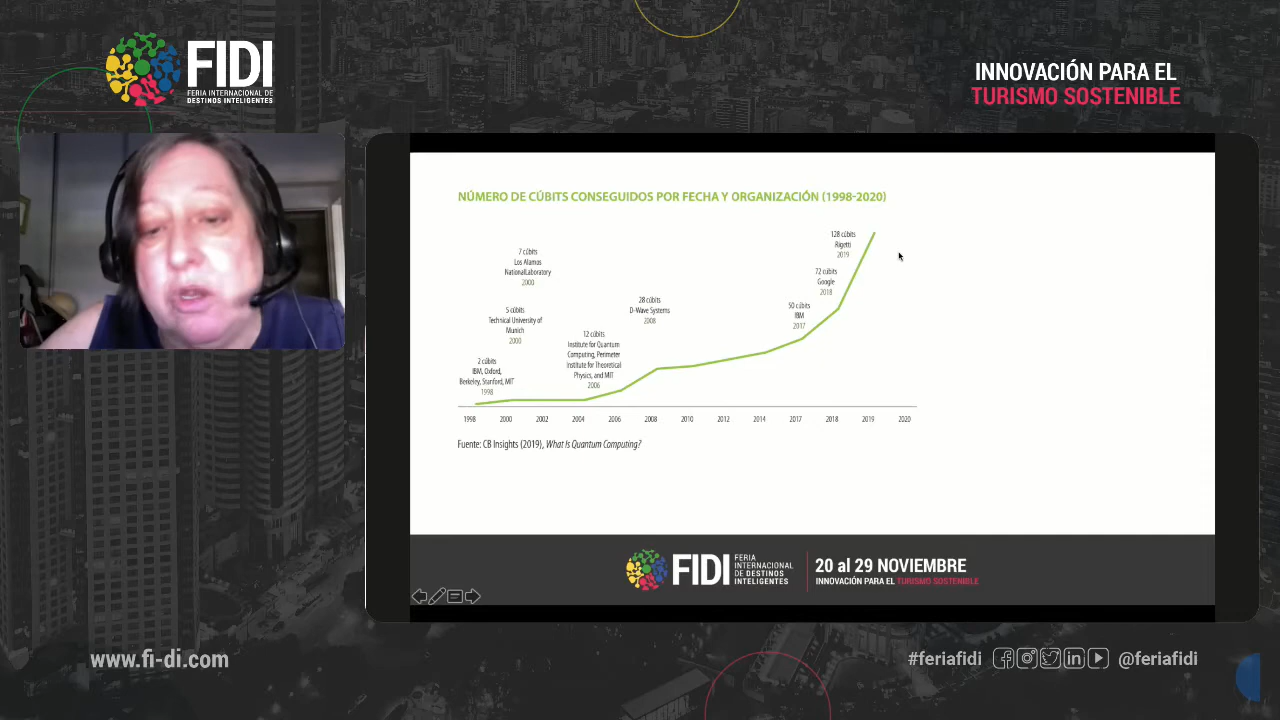 FIDI
FERIA INTERNACIONAL DE
DESTINOS INTELIGENTES
INNOVACIÓN PARA EL
TURISMO SOSTENIBLE
NÚMERO DE CÚBITS CONSEGUIDOS POR FECHA Y ORGANIZACIÓN (1998-2020)
128 cúbits
Rigetti
2019
7 cúbits
Los Alamos
NationalLaboratory
2000
72 cúbits
Google
2018
28 cúbits
D-Wave Systems
2008
50 cúbits
IBM
2017
5 cúbits
Technical University of
Munich
2000
12 cúbits
Institute for Quantum
Computing, Perimeter
Institute for Theoretical
Physics, and MIT
2006
2 cúbits
IBM, Oxford,
Berkeley, Stanford, MIT
1998
1998 2000 2002 2004 2006 2008 2010 2012 2014 2017 2018 2019 2020
Fuente: CB Insights (2019), What Is Quantum Computing?
FIDI
FERIA
INTERNACIONAL
DE DESTINOS
INTELIGENTES
20 al 29 NOVIEMBRE
INNOVACIÓN PARA EL TURISMO SOSTENIBLE
www.fi-di.com
#feriafidi
@feriafidi